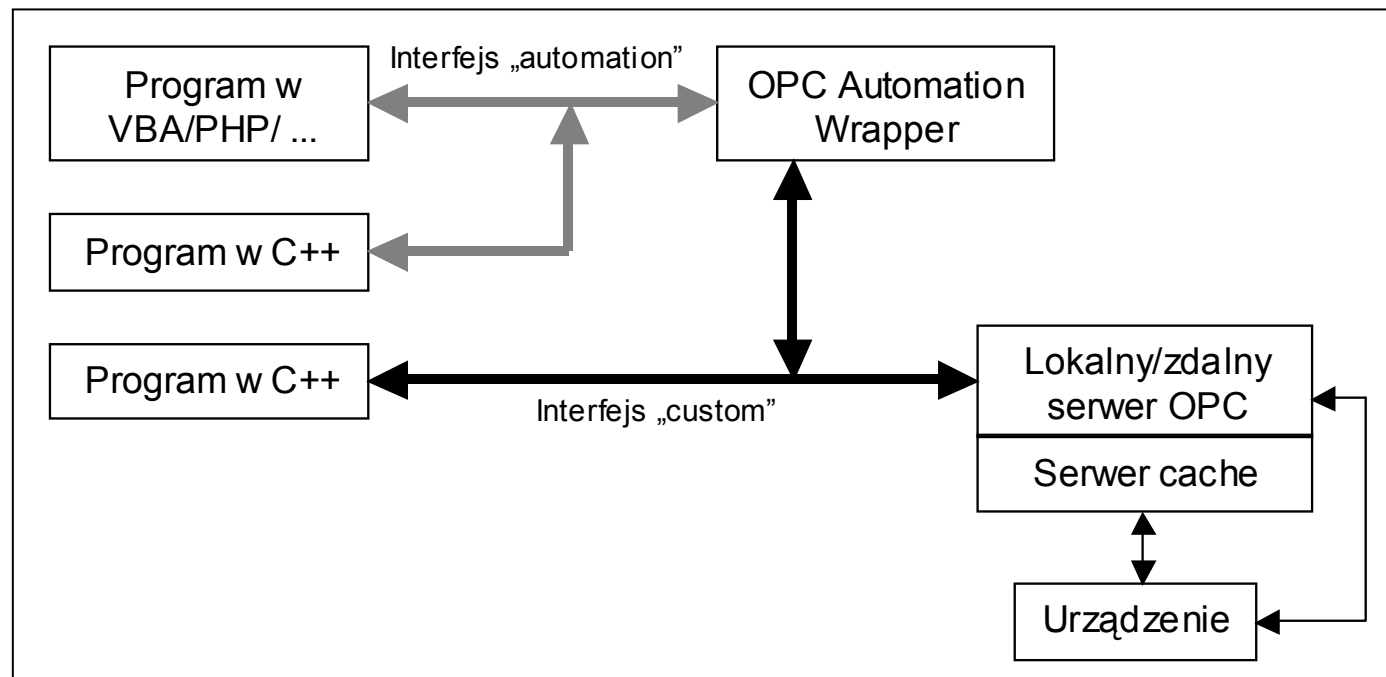 Interfejs „automation”
Program w
VBA/PHP/ ...
OPC Automation
Wrapper
Program w C++
Program w C++
Interfejs „custom”
Lokalny/zdalny
serwer OPC
Serwer cache
Urządzenie